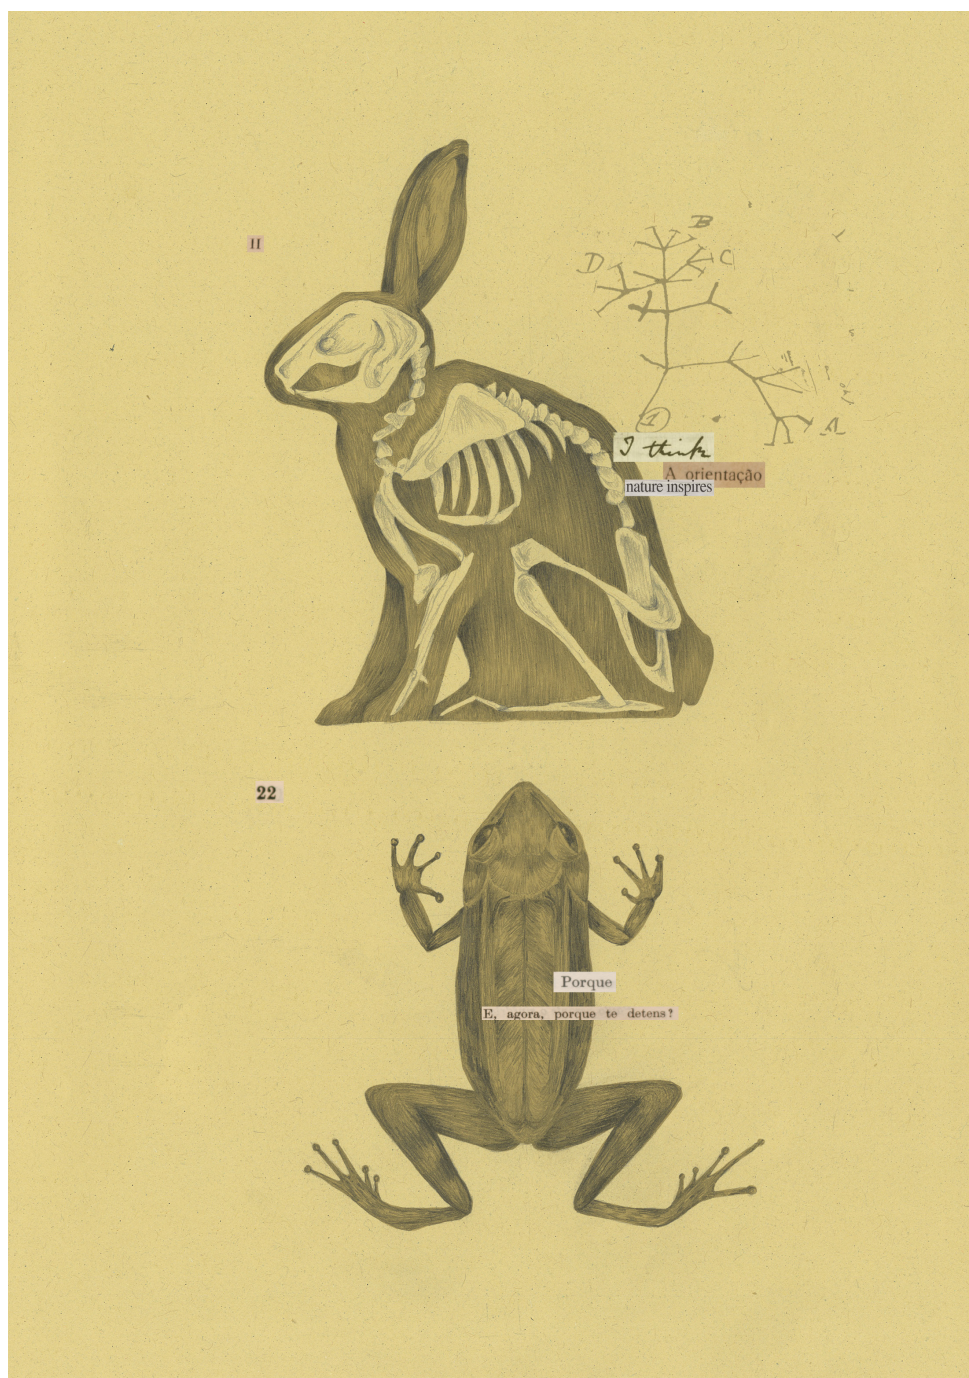 II
B
D
C
1
A
I think
A orientação
nature inspires
22
Porque
E, agora, porque te detens?